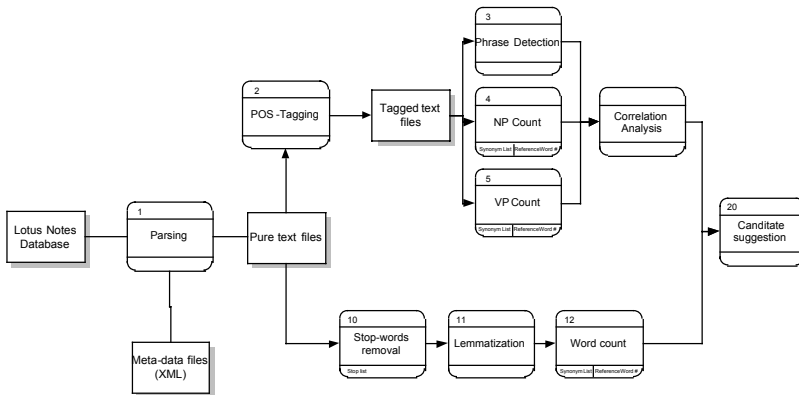 3
Phrase Detection
2
POS -Tagging
Tagged text
files
4
NP Count
Synonym List ReferenceWord #
Correlation
Analysis
5
VP Count
Synonym List ReferenceWord #
1
Parsing
Lotus Notes
Database
Pure text files
20
Canditate
suggestion
Meta-data files
(XML)
10
Stop-words
removal
Stop list
11
Lemmatization
12
Word count
Synonym List ReferenceWord #